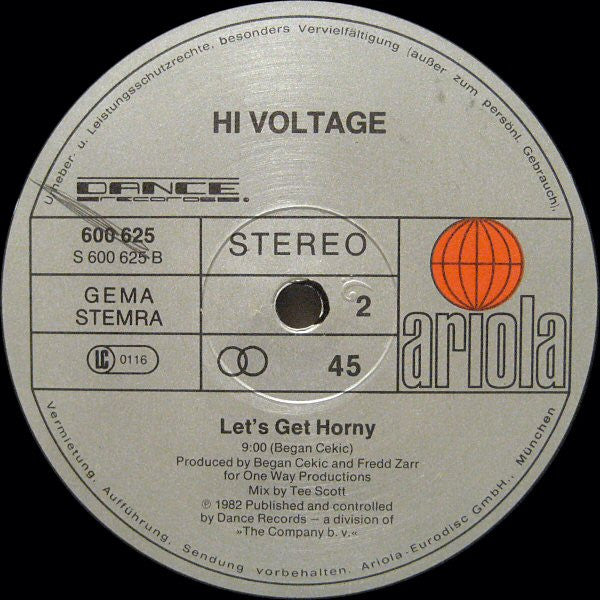 Urheber- u. Leistungsschutzrechte, besonders Vervielfältigung (außer zum persönl. Gebrauch),
HI VOLTAGE
DANCE
records.
600 625
S 600 625 B
STEREO
GEMA
STEMRA
2
LC 0116
45
ariola
Let's Get Horny
9:00 (Began Cekic)
Produced by Began Cekic and Fredd Zarr
for One Way Productions
Mix by Tee Scott
℗ 1982 Published and controlled
by Dance Records – a division of
»The Company b. v.«
Vermietung, Aufführung, Sendung vorbehalten. Ariola-Eurodisc GmbH., München